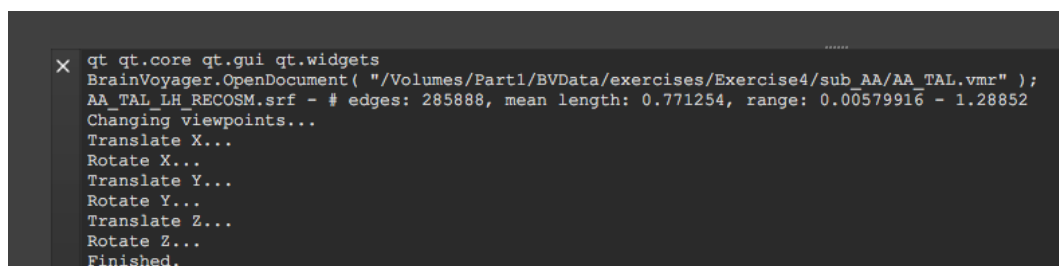 qt qt.core qt.gui qt.widgets
BrainVoyager.OpenDocument( "/Volumes/Part1/BVData/exercises/Exercise4/sub_AA/AA_TAL.vmr" );
AA_TAL_LH_RECOSM.srf - # edges: 285888, mean length: 0.771254, range: 0.00579916 - 1.28852
Changing viewpoints...
Translate X...
Rotate X...
Translate Y...
Rotate Y...
Translate Z...
Rotate Z...
Finished.